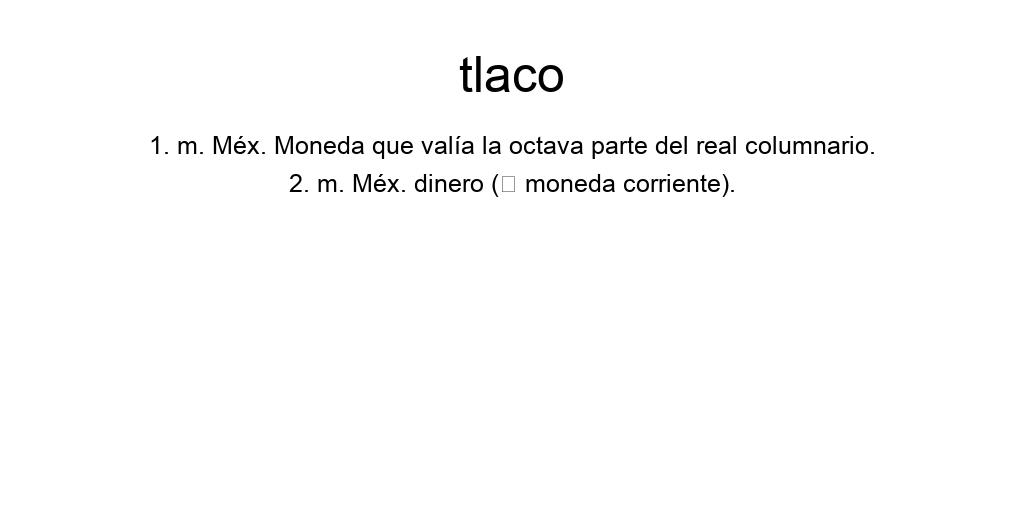 tlaco
1. m. Méx. Moneda que valía la octava parte del real columnario.
2. m. Méx. dinero (□ moneda corriente).